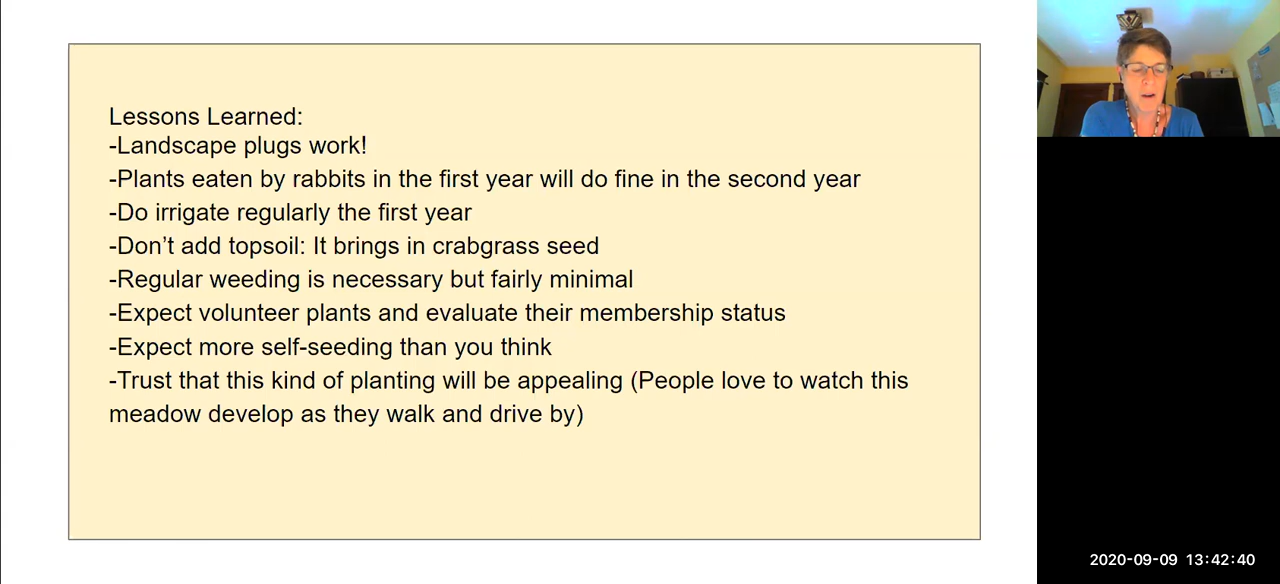 Lessons Learned:
-Landscape plugs work!
-Plants eaten by rabbits in the first year will do fine in the second year
-Do irrigate regularly the first year
-Don’t add topsoil: It brings in crabgrass seed
-Regular weeding is necessary but fairly minimal
-Expect volunteer plants and evaluate their membership status
-Expect more self-seeding than you think
-Trust that this kind of planting will be appealing (People love to watch this
meadow develop as they walk and drive by)
2020-09-09 13:42:40